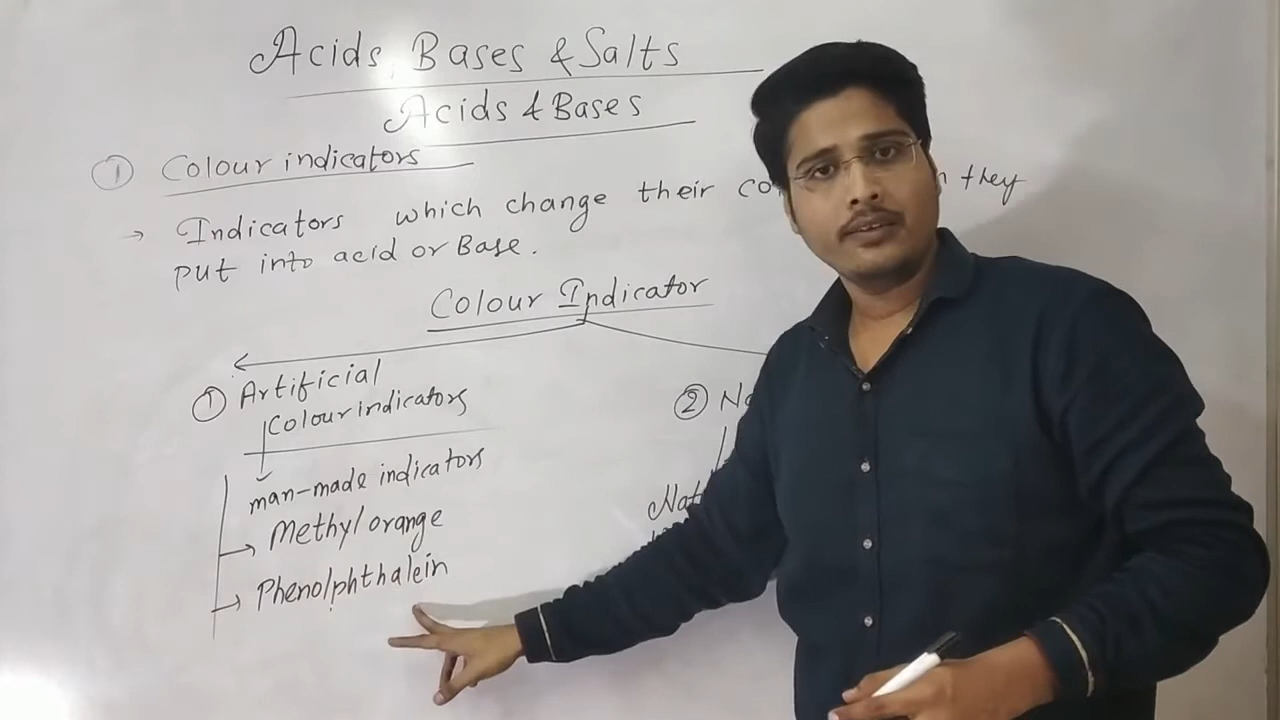 Acids, Bases & Salts
Acids & Bases
① Colour indicators
→ Indicators which change their they
put into acid or Base.
Colour Indicator
① Artificial
Colour indicators
man-made indicators
→ Methyl orange
→ Phenolphthalein
②